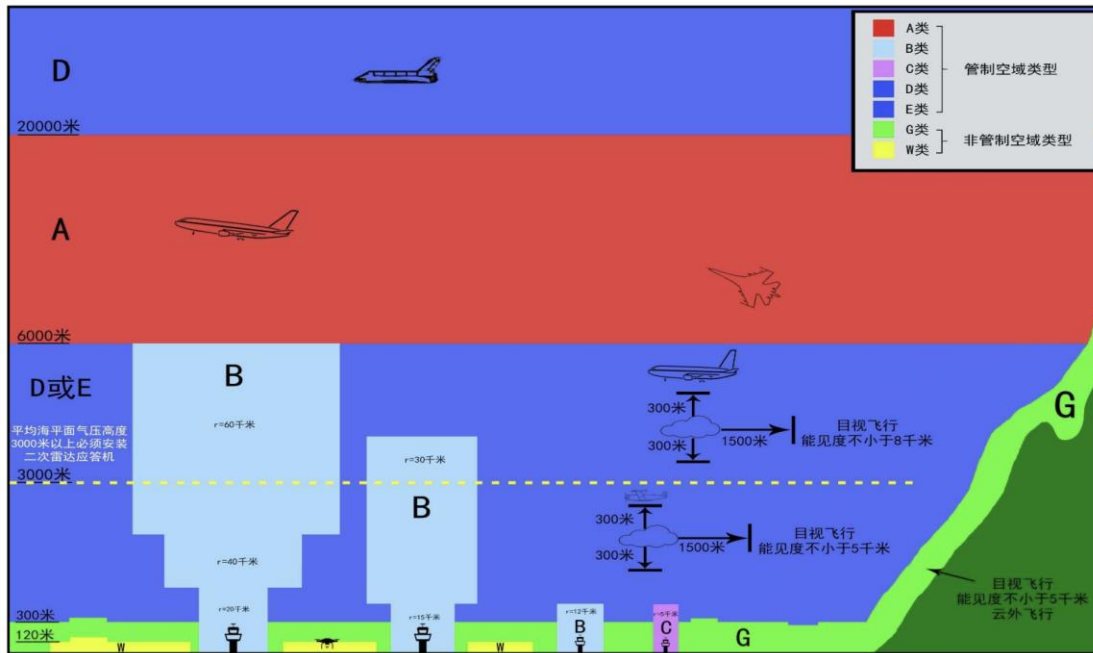 D
20000米
A
6000米
D或E
平均海平面气压高度
3000米以上必须安装
二次雷达应答机
3000米
300米
120米
W
B
r=60千米
r=40千米
r=20千米
r=30千米
B
r=15千米
W
r=12千米
B
r=5千米
C
G
300米
300米
1500米
目视飞行
能见度不小于8千米
300米
300米
1500米
目视飞行
能见度不小于5千米
G
目视飞行
能见度不小于5千米
云外飞行
A类
B类
C类
D类
E类
管制空域类型
G类
W类
非管制空域类型